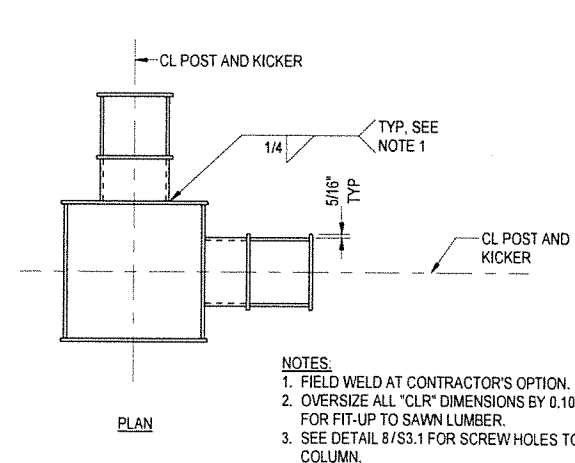 CL POST AND KICKER
TYP, SEE
NOTE 1
1/4
5/16"
TYP
CL POST AND
KICKER
NOTES:
1. FIELD WELD AT CONTRACTOR'S OPTION.
2. OVERSIZE ALL "CLR" DIMENSIONS BY 0.10
FOR FIT-UP TO SAWN LUMBER.
3. SEE DETAIL 8/S3.1 FOR SCREW HOLES TO
COLUMN.
PLAN